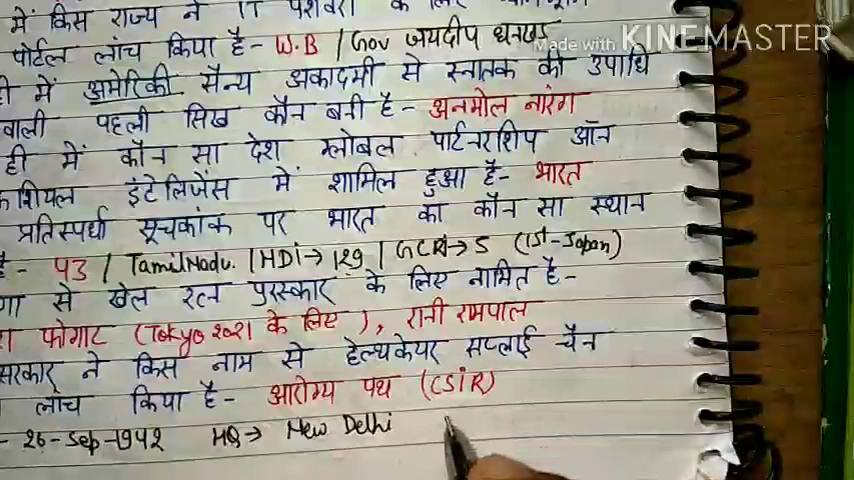 में किस राज्य ने IT पेशेवरों के लिए
पोर्टल लांच किया है - W.B / Gov जयदीप धनखड़
Made with KINEMASTER
ही में अमेरिकी सैन्य अकादमी से स्नातक की उपाधि
वाली पहली सिख कौन बनी है - अनमोल नारंग
ही में कौन सा देश ग्लोबल पार्टनरशिप ऑन
फिशियल इंटेलिजेंस में शामिल हुआ है - भारत
प्रतिस्पर्धा सूचकांक पर भारत का कौन सा स्थान
है - 43 / TamilNadu. / HDI → 129 / GCRI → 5 (1st - Japan)
णा से खेल रत्न पुरस्कार के लिए नामित है -
फोगाट (Tokyo 2021 के लिए), रानी रामपाल
सरकार ने किस नाम से हेल्थकेयर सप्लाई चैन
लांच किया है - आरोग्य पथ (CSIR)
- 26 - Sep - 1942 HQ → New Delhi